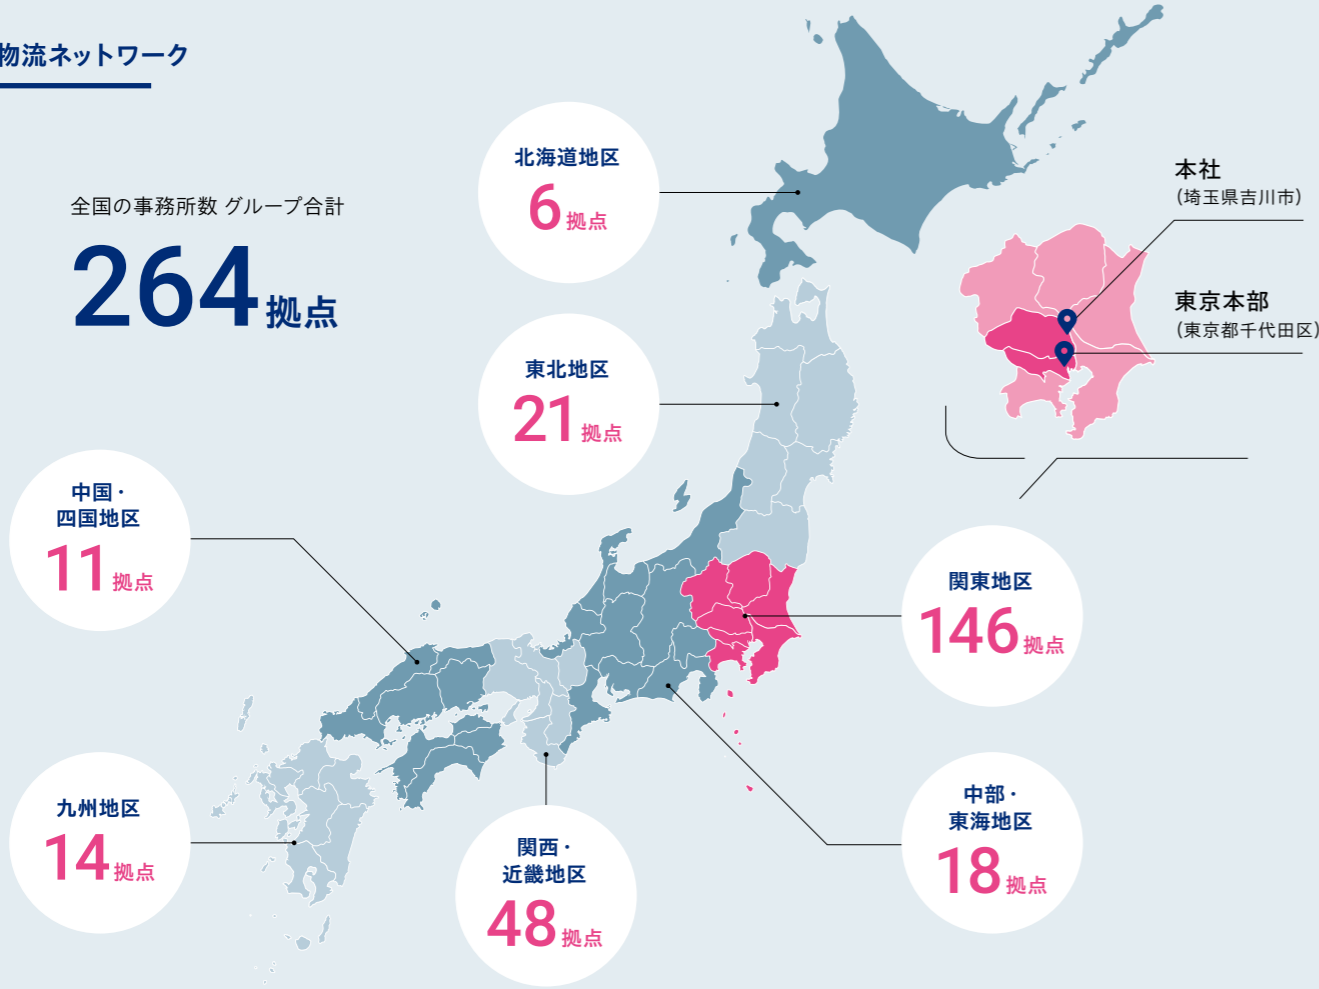 物流ネットワーク
全国の事務所数 グループ合計
264拠点
北海道地区
6拠点
東北地区
21拠点
本社
(埼玉県吉川市)
東京本部
(東京都千代田区)
中国・
四国地区
11拠点
関東地区
146拠点
九州地区
14拠点
関西・
近畿地区
48拠点
中部・
東海地区
18拠点